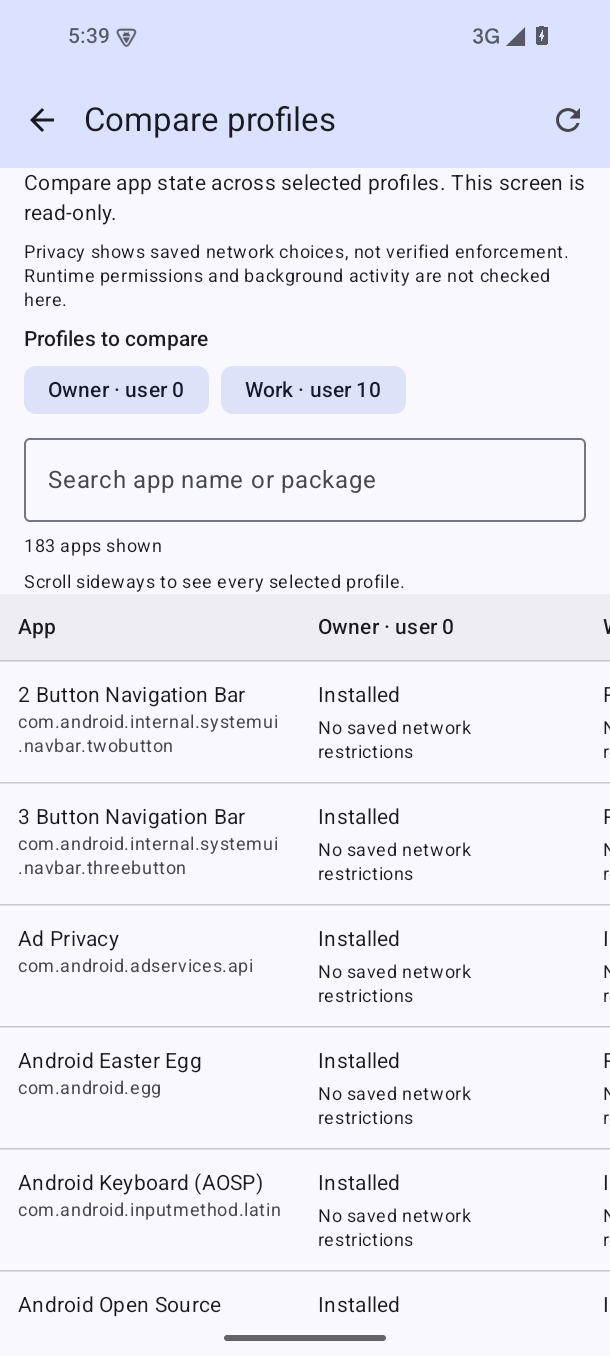 5:39
3G
Compare profiles
Compare app state across selected profiles. This screen is
read-only.
Privacy shows saved network choices, not verified enforcement.
Runtime permissions and background activity are not checked
here.
Profiles to compare
Owner · user 0
Work · user 10
Search app name or package
183 apps shown
Scroll sideways to see every selected profile.
App
Owner · user 0
2 Button Navigation Bar
com.android.internal.systemui
.navbar.twobutton
Installed
No saved network
restrictions
3 Button Navigation Bar
com.android.internal.systemui
.navbar.threebutton
Installed
No saved network
restrictions
Ad Privacy
com.android.adservices.api
Installed
No saved network
restrictions
Android Easter Egg
com.android.egg
Installed
No saved network
restrictions
Android Keyboard (AOSP)
com.android.inputmethod.latin
Installed
No saved network
restrictions
Android Open Source
Installed